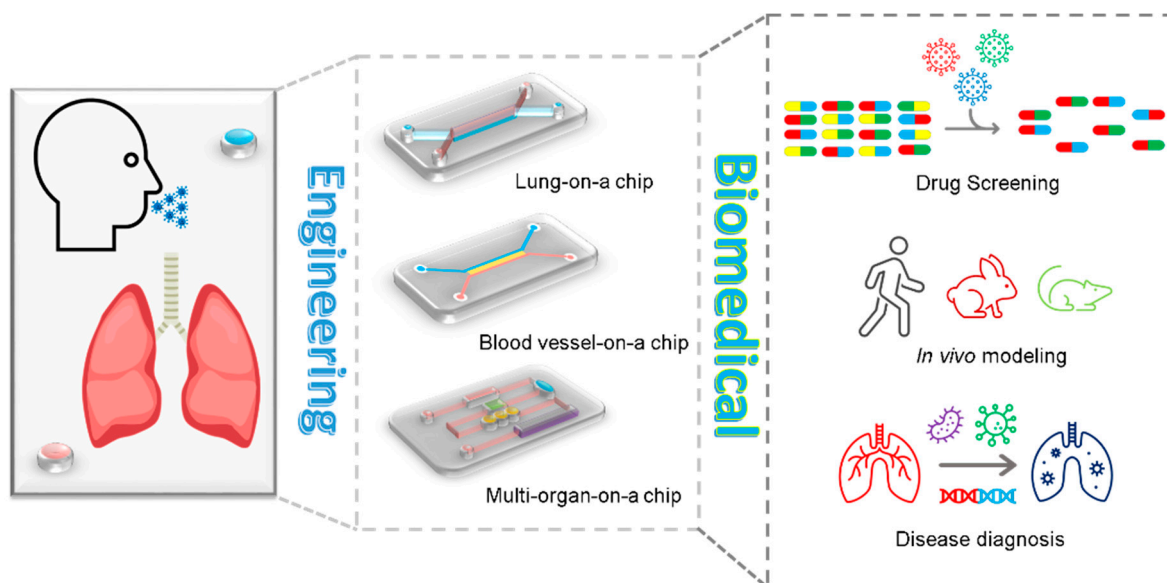 Engineering
Lung-on-a chip
Blood vessel-on-a chip
Multi-organ-on-a chip
Biomedical
Drug Screening
In vivo modeling
Disease diagnosis